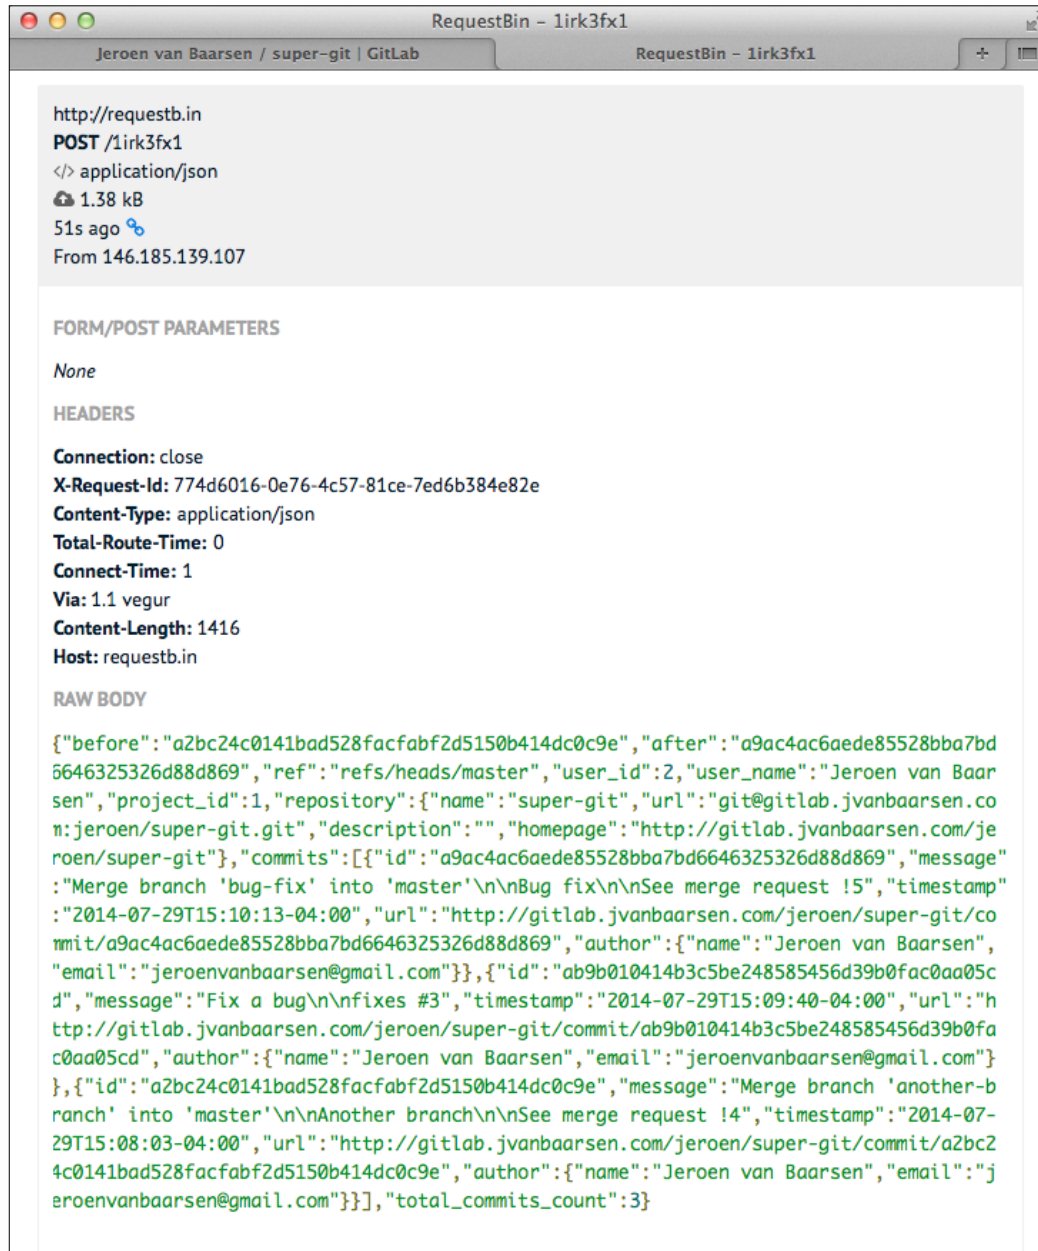 RequestBin – 1irk3fx1
Jeroen van Baarsen / super-git | GitLab
RequestBin – 1irk3fx1
+
http://requestb.in
POST /1irk3fx1
</> application/json
1.38 kB
51s ago
From 146.185.139.107
FORM/POST PARAMETERS
None
HEADERS
Connection: close
X-Request-Id: 774d6016-0e76-4c57-81ce-7ed6b384e82e
Content-Type: application/json
Total-Route-Time: 0
Connect-Time: 1
Via: 1.1 vegur
Content-Length: 1416
Host: requestb.in
RAW BODY
{"before":"a2bc24c0141bad528facfabf2d5150b414dc0c9e","after":"a9ac4ac6aede85528bba7bd
6646325326d88d869","ref":"refs/heads/master","user_id":2,"user_name":"Jeroen van Baar
sen","project_id":1,"repository":{"name":"super-git","url":"git@gitlab.jvanbaarsen.co
m:jeroen/super-git.git","description":"","homepage":"http://gitlab.jvanbaarsen.com/je
roen/super-git"},"commits":[{"id":"a9ac4ac6aede85528bba7bd6646325326d88d869","message"
:"Merge branch 'bug-fix' into 'master'\n\nBug fix\n\nSee merge request !5","timestamp"
:"2014-07-29T15:10:13-04:00","url":"http://gitlab.jvanbaarsen.com/jeroen/super-git/co
mmit/a9ac4ac6aede85528bba7bd6646325326d88d869","author":{"name":"Jeroen van Baarsen",
"email":"jeroenvanbaarsen@gmail.com"}},{"id":"ab9b010414b3c5be248585456d39b0fac0aa05c
d","message":"Fix a bug\n\nfixes #3","timestamp":"2014-07-29T15:09:40-04:00","url":"h
ttp://gitlab.jvanbaarsen.com/jeroen/super-git/commit/ab9b010414b3c5be248585456d39b0fa
c0aa05cd","author":{"name":"Jeroen van Baarsen","email":"jeroenvanbaarsen@gmail.com"}
},{"id":"a2bc24c0141bad528facfabf2d5150b414dc0c9e","message":"Merge branch 'another-b
ranch' into 'master'\n\nAnother branch\n\nSee merge request !4","timestamp":"2014-07-
29T15:08:03-04:00","url":"http://gitlab.jvanbaarsen.com/jeroen/super-git/commit/a2bc2
4c0141bad528facfabf2d5150b414dc0c9e","author":{"name":"Jeroen van Baarsen","email":"j
eroenvanbaarsen@gmail.com"}}],"total_commits_count":3}